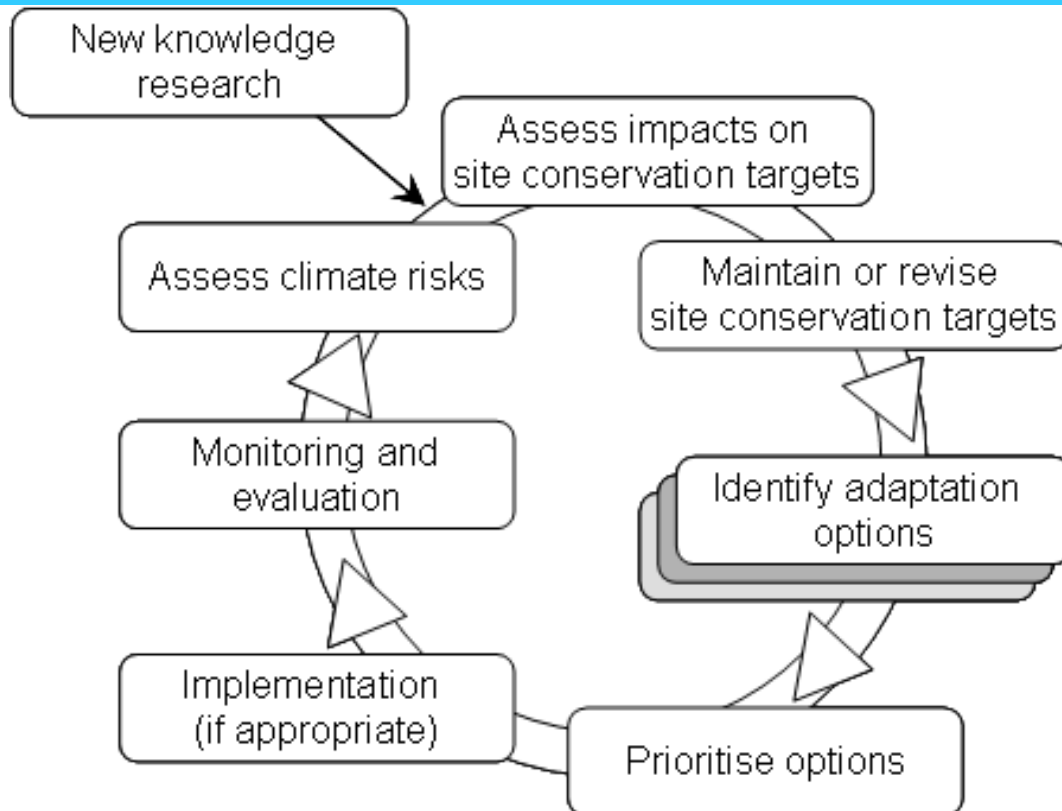 New knowledge
research
Assess impacts on
site conservation targets
Assess climate risks
Maintain or revise
site conservation targets
Monitoring and
evaluation
Identify adaptation
options
Implementation
(if appropriate)
Prioritise options